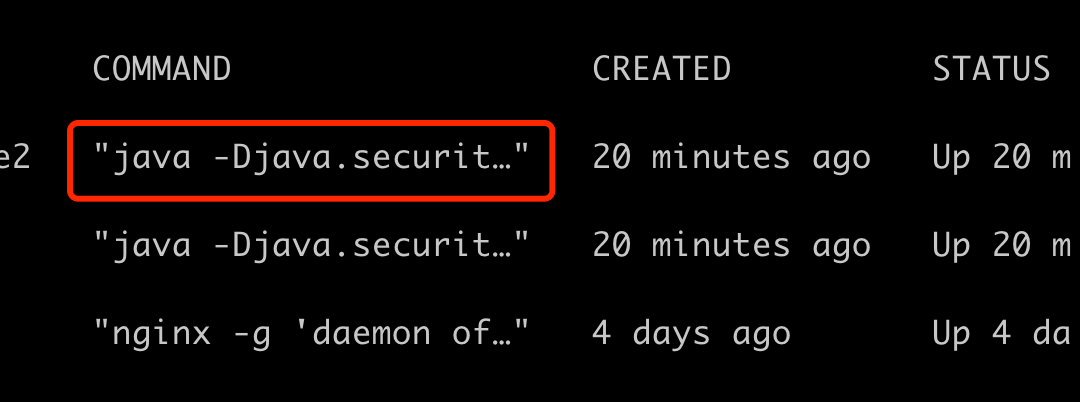 COMMAND CREATED STATUS
e2 "java -Djava.securit…" 20 minutes ago Up 20 m
"java -Djava.securit…" 20 minutes ago Up 20 m
"nginx -g 'daemon of…" 4 days ago Up 4 da